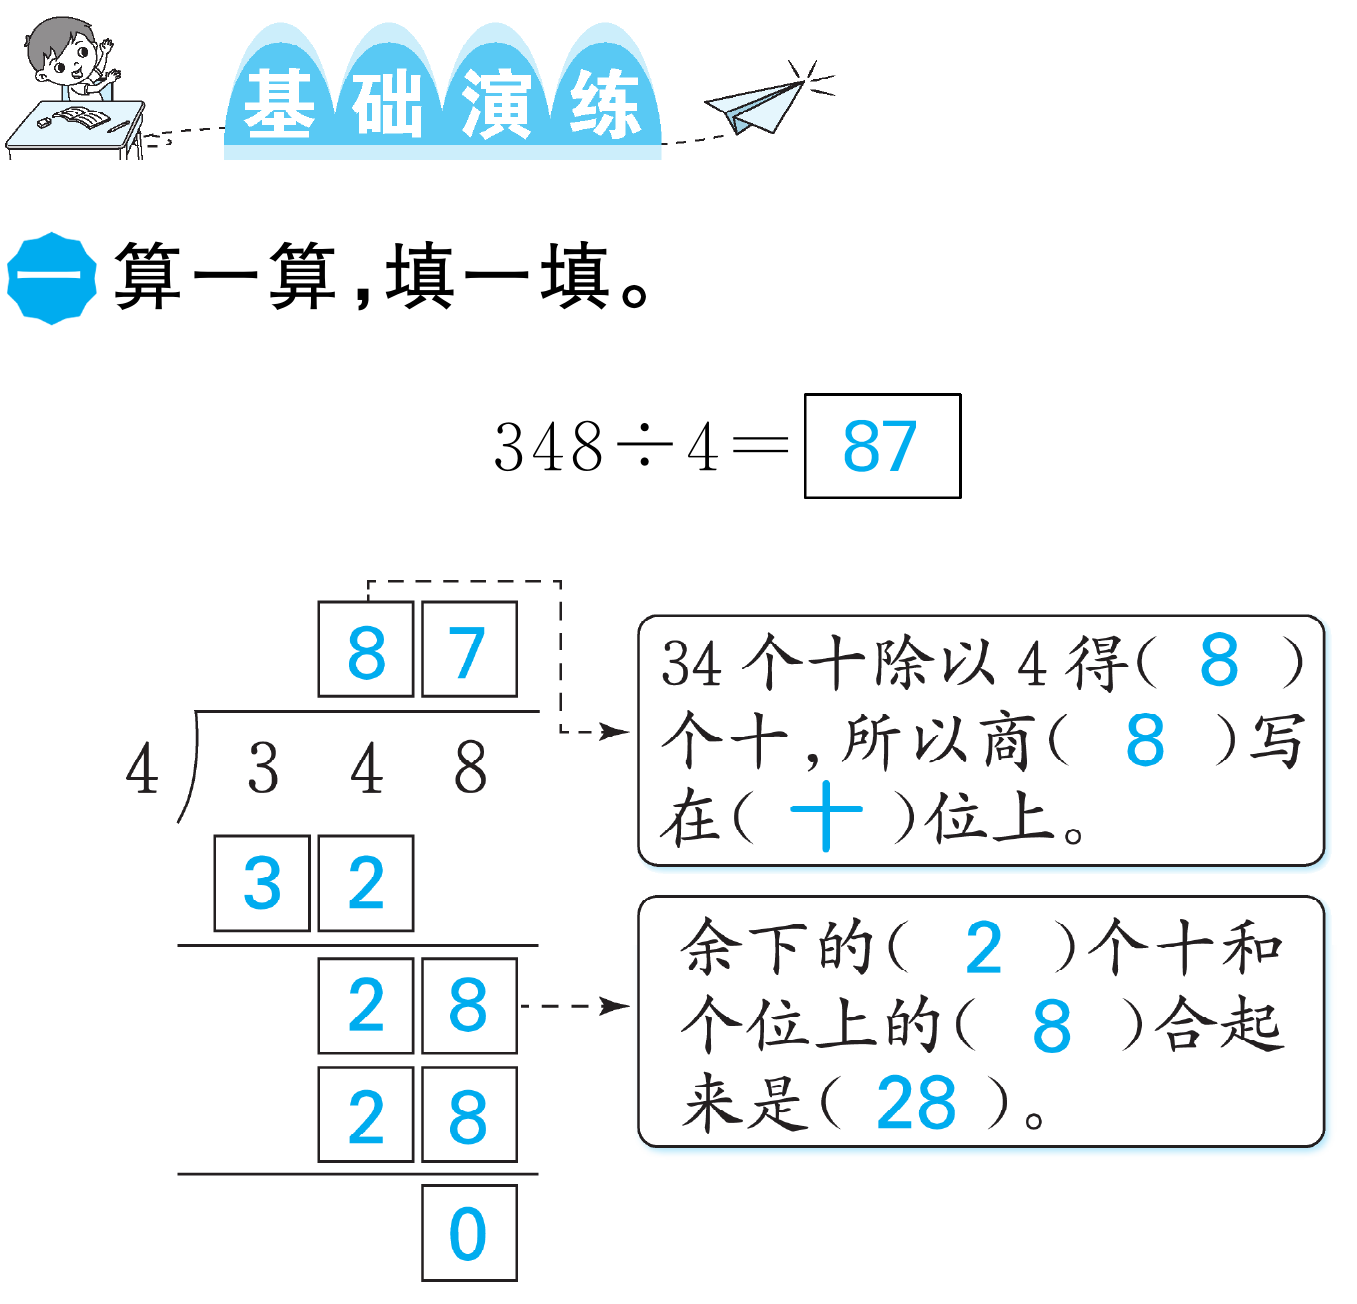 基础演练
一 算一算,填一填。
348÷4=87
8 7
4 3 4 8
3 2
2 8
2 8
0
34个十除以4得( 8 )
个十,所以商( 8 )写
在( 十 )位上。
余下的( 2 )个十和
个位上的( 8 )合起
来是( 28 )。